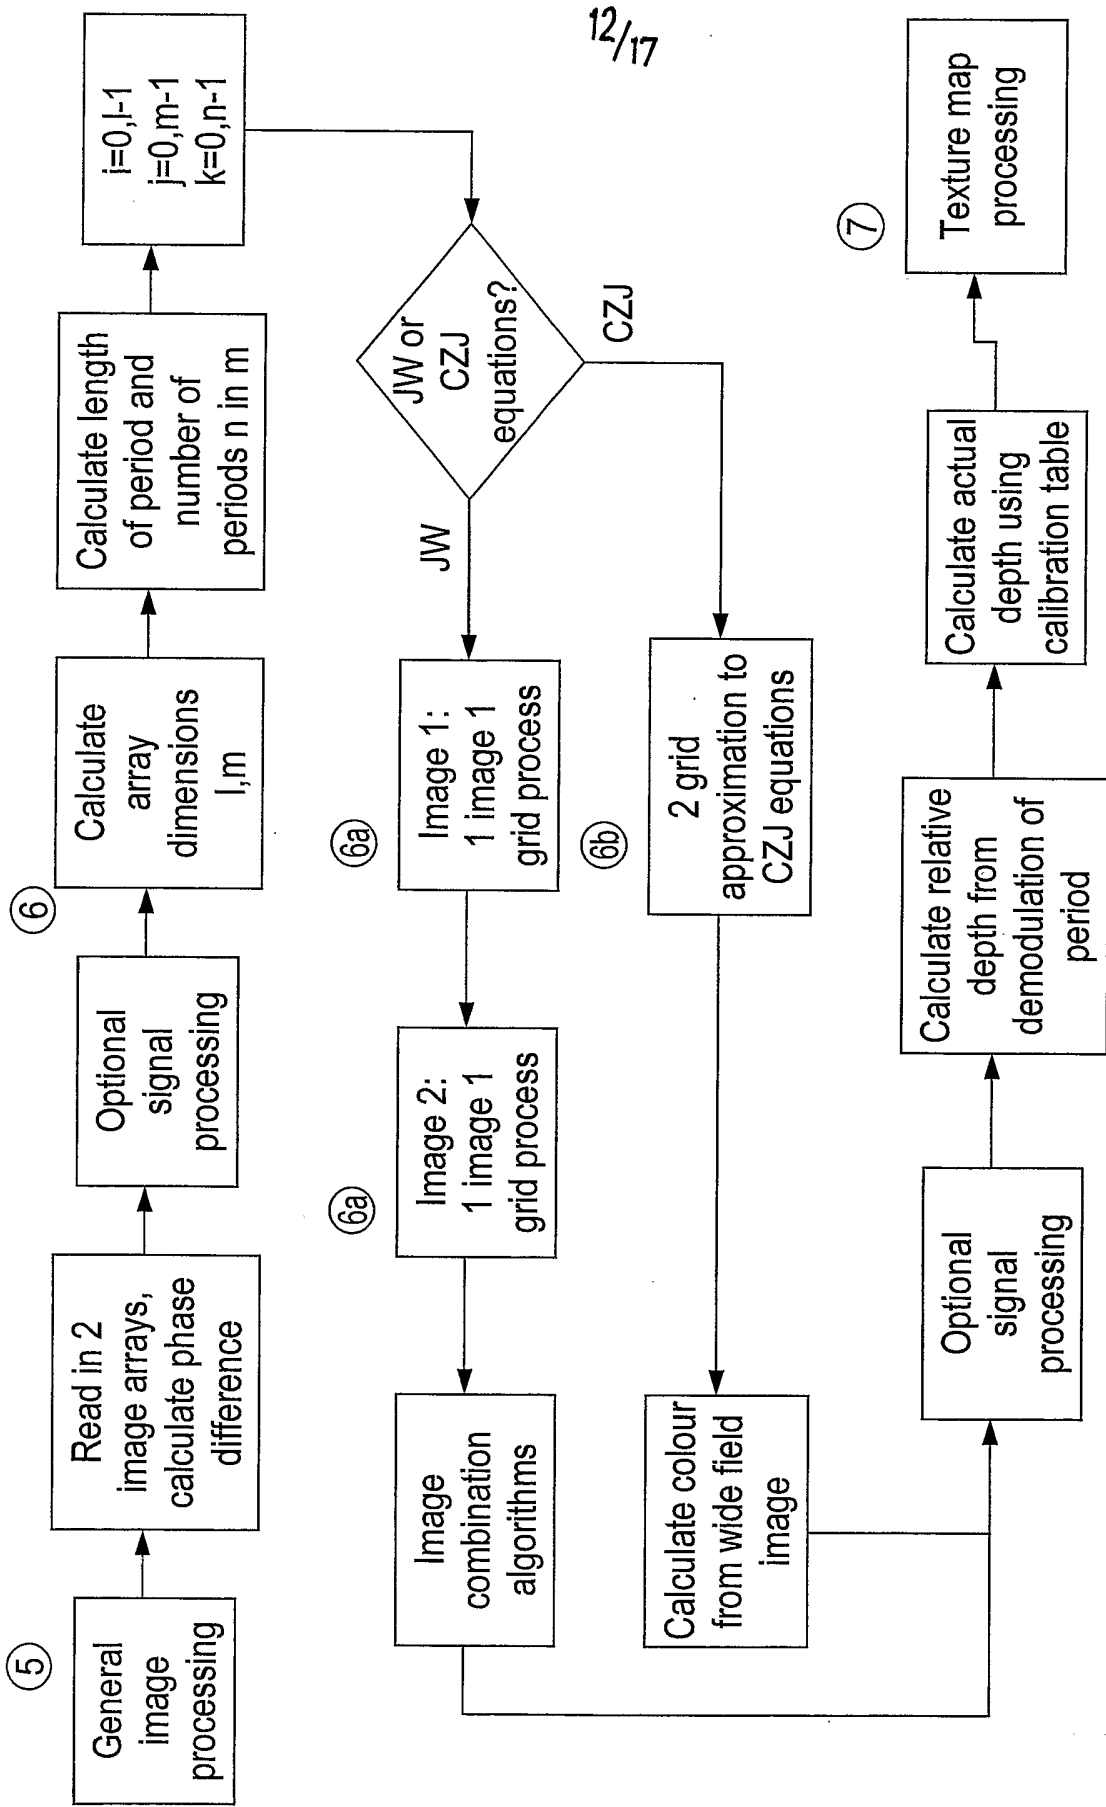 12/17
5
General
image
processing
Read in 2
image arrays,
calculate phase
difference
Optional
signal
processing
6
Calculate
array
dimensions
l,m
Calculate length
of period and
number of
periods n in m
i=0,l-1
j=0,m-1
k=0,n-1
JW or
CZJ
equations?
JW
CZJ
6a
Image 1:
1 image 1
grid process
6a
Image 2:
1 image 1
grid process
Image
combination
algorithms
6b
2 grid
approximation to
CZJ equations
Calculate colour
from wide field
image
Optional
signal
processing
Calculate relative
depth from
demodulation of
period
Calculate actual
depth using
calibration table
7
Texture map
processing